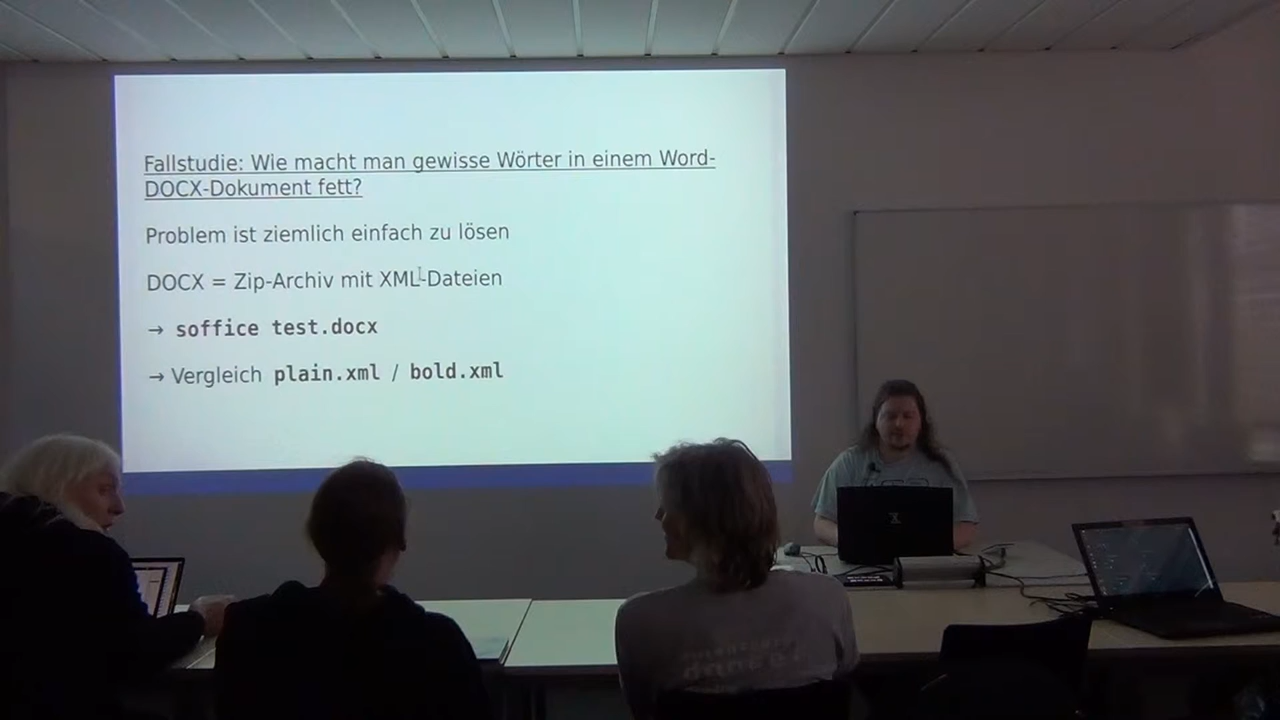 Fallstudie: Wie macht man gewisse Wörter in einem Word-
DOCX-Dokument fett?
Problem ist ziemlich einfach zu lösen
DOCX = Zip-Archiv mit XML-Dateien
→ soffice test.docx
→ Vergleich plain.xml / bold.xml